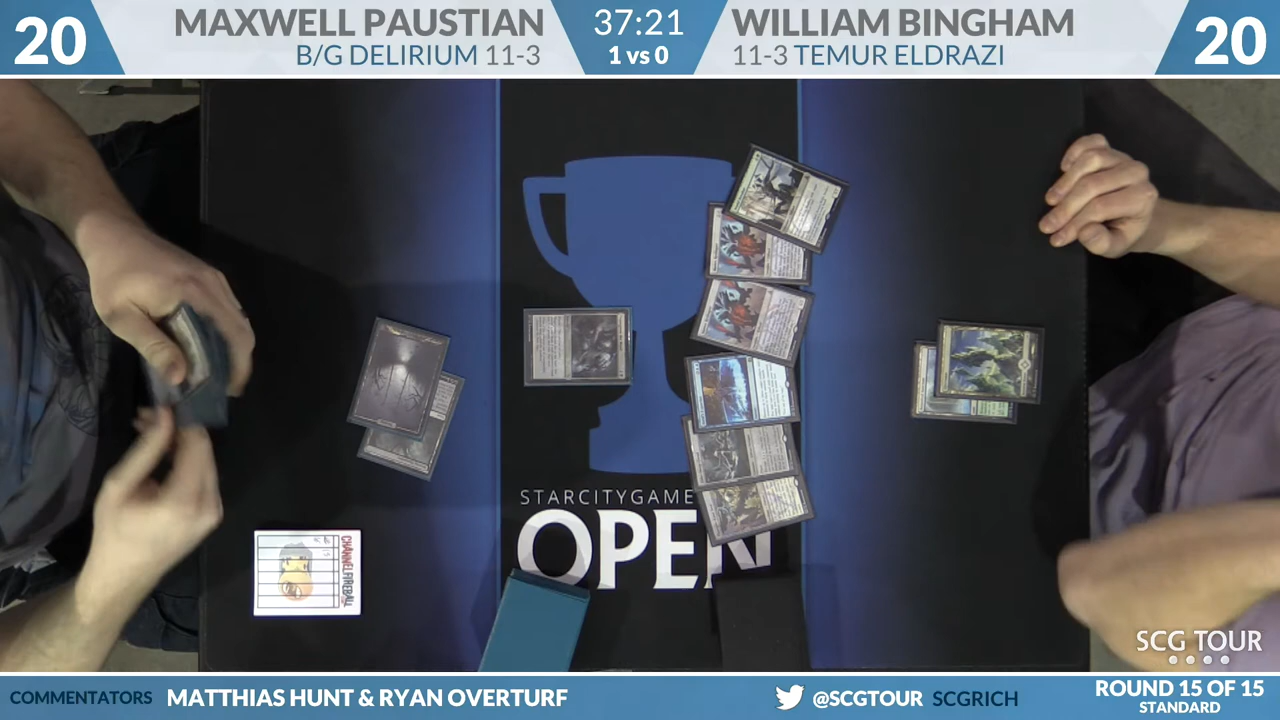 20
MAXWELL PAUSTIAN
B/G DELIRIUM 11-3
37:21
1 vs 0
WILLIAM BINGHAM
11-3 TEMUR ELDRAZI
20
STARCITYGAME
OPEN
CHANNELFIREBALL
SCG TOUR
COMMENTATORS MATTHIAS HUNT & RYAN OVERTURF
@SCGTOUR SCGRICH
ROUND 15 OF 15
STANDARD